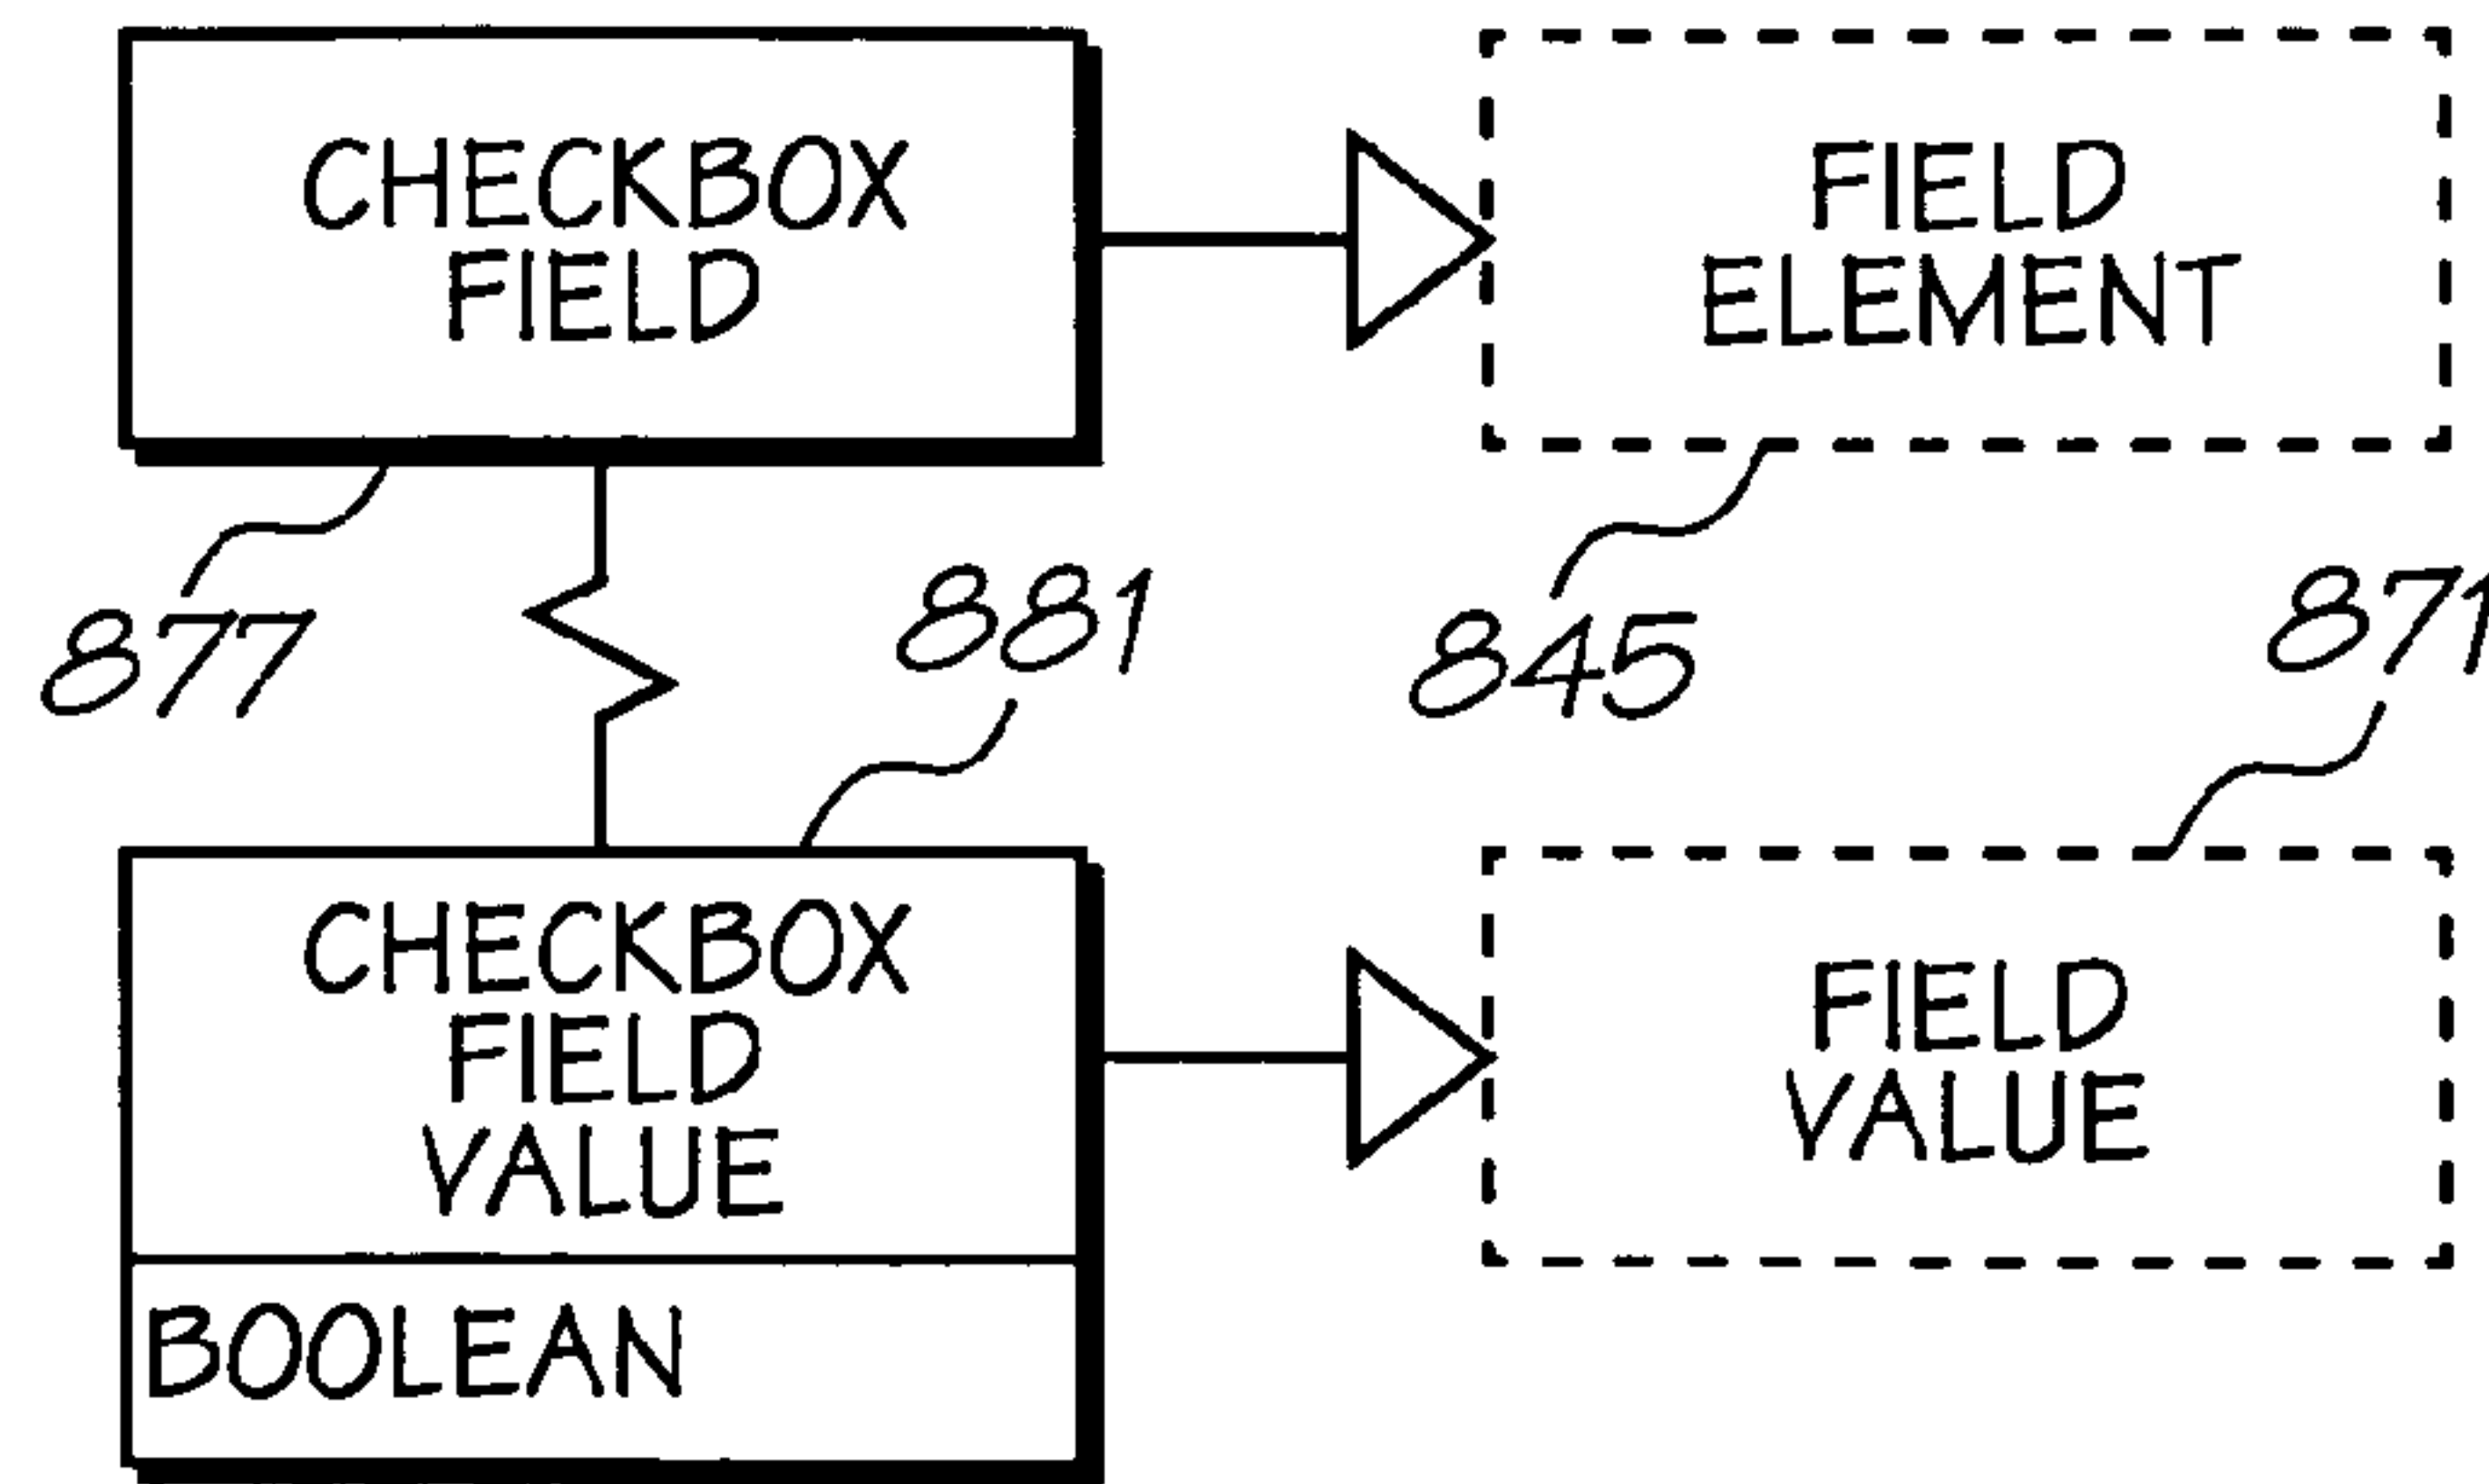 CHECKBOX
FIELD
FIELD
ELEMENT
877
881
845
871
CHECKBOX
FIELD
VALUE
BOOLEAN
FIELD
VALUE